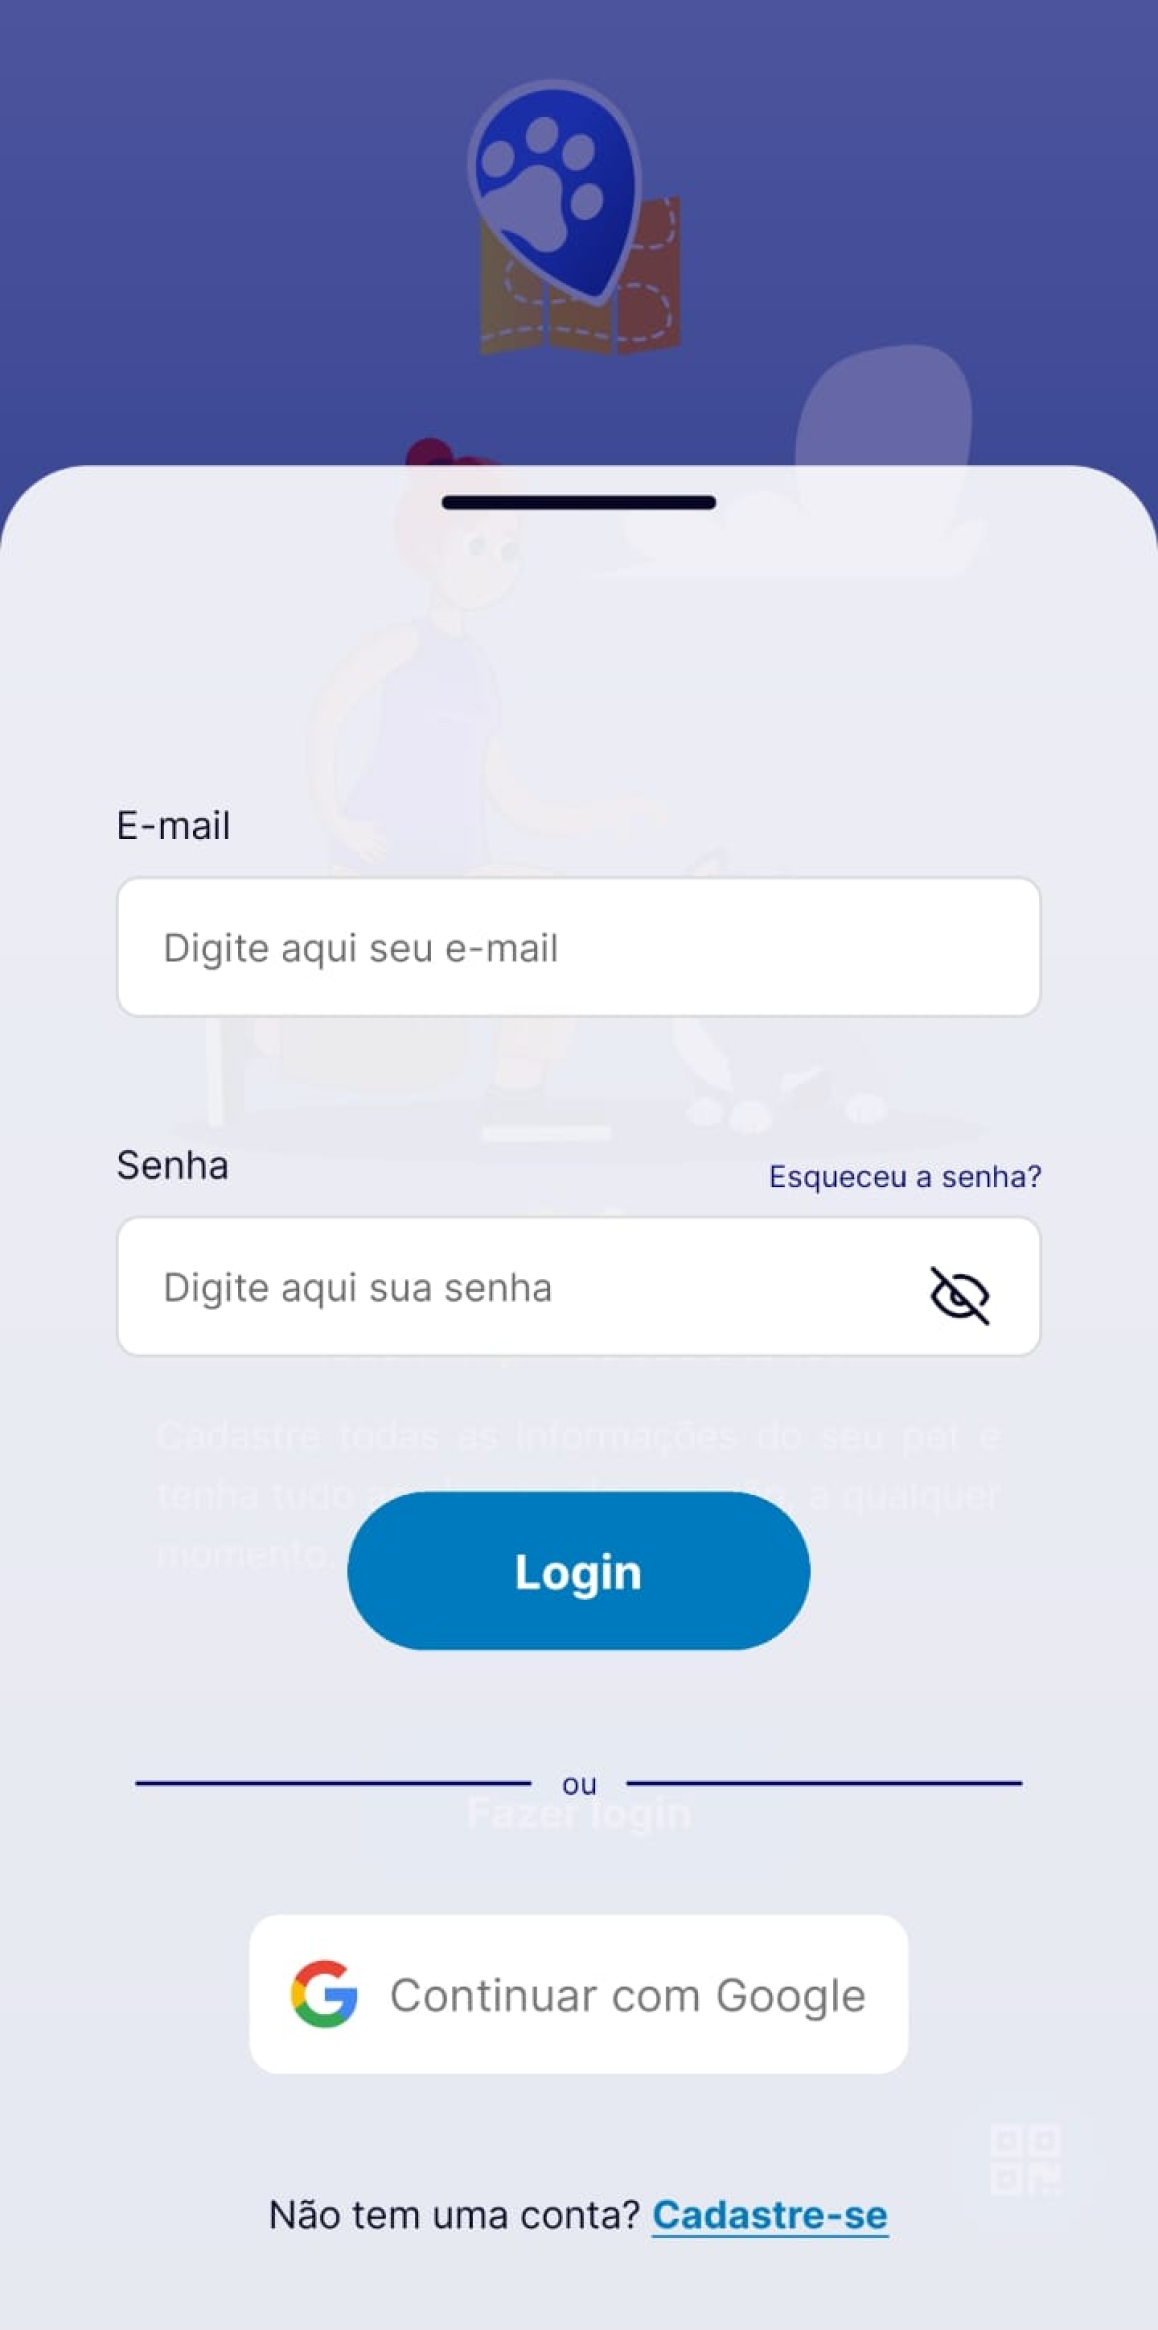 E-mail
Digite aqui seu e-mail
Senha
Esqueceu a senha?
Digite aqui sua senha
Cadastre todas as informações do seu pet e
tenha tudo a qualquer
momento.
Login
ou
Fazer login
Continuar com Google
Não tem uma conta? Cadastre-se